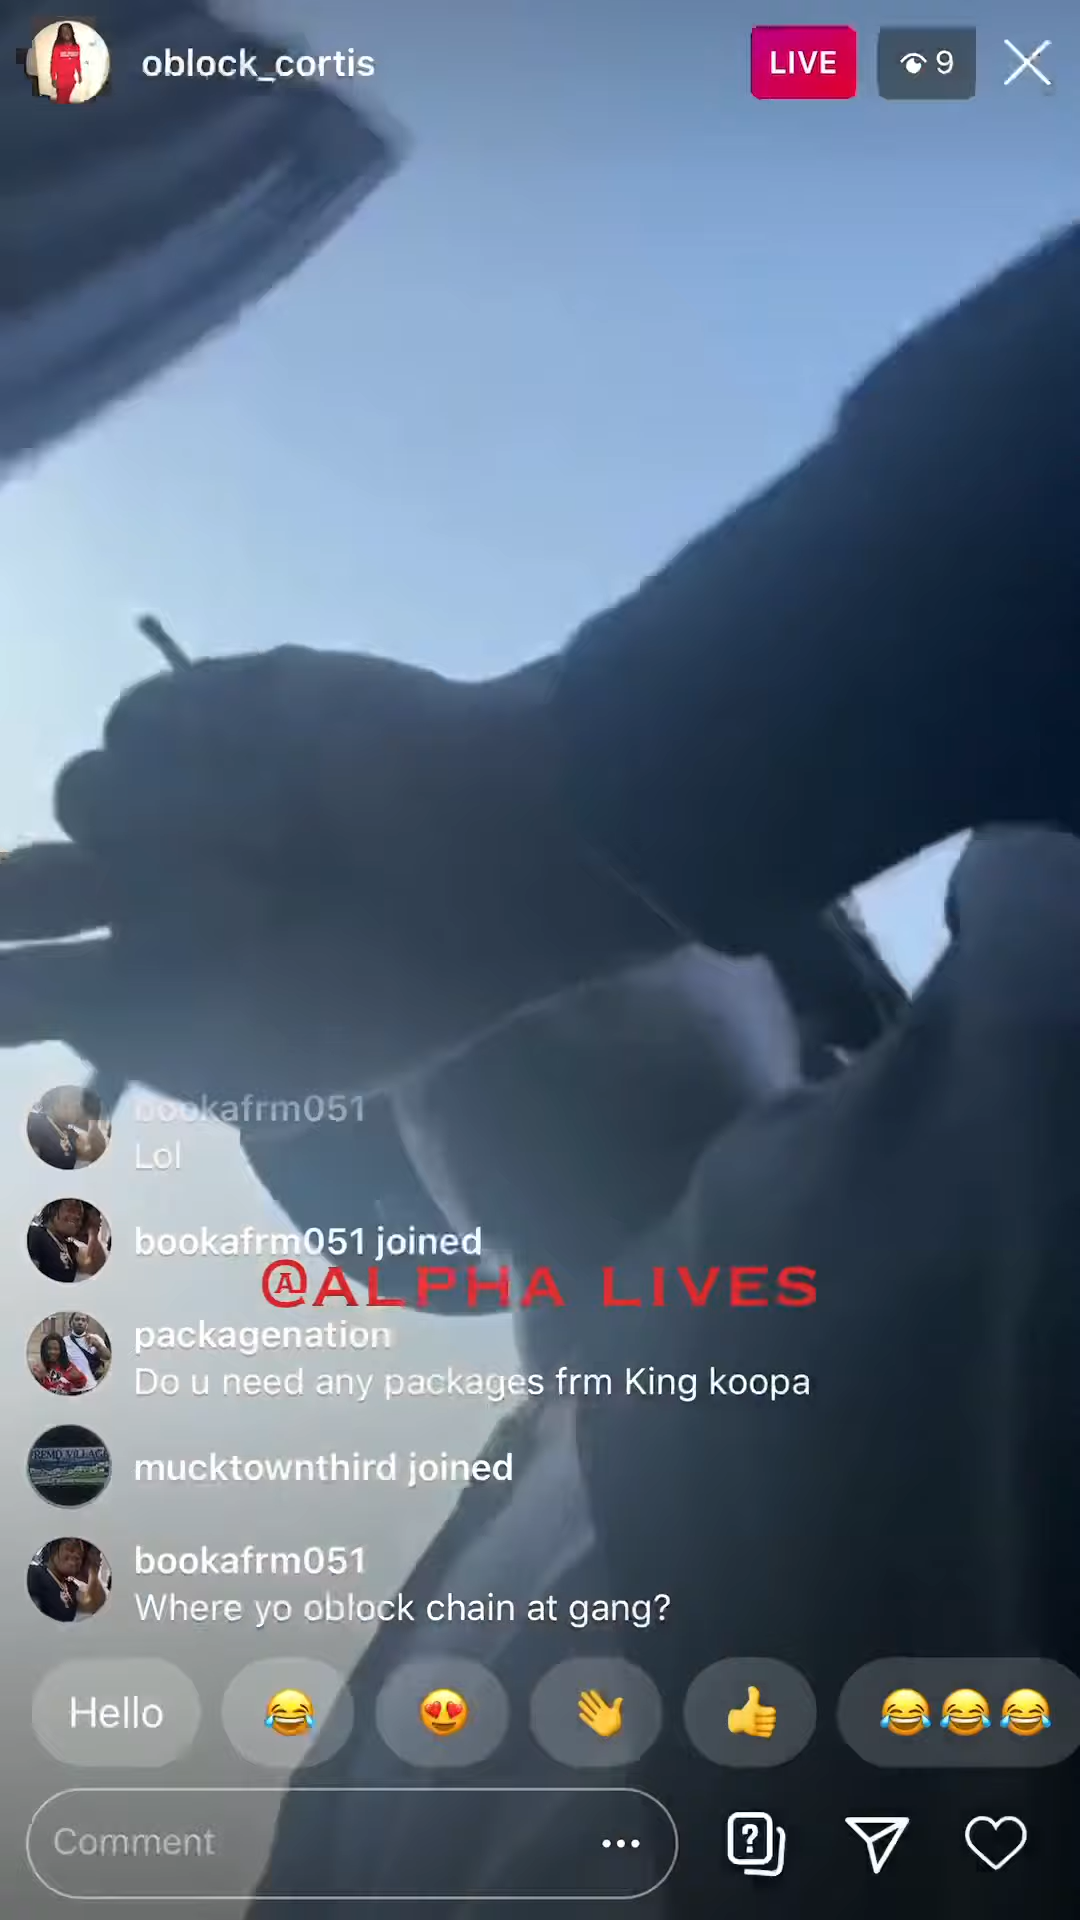 oblock_cortis
LIVE
9
bookafrm051
Lol
bookafrm051 joined
@ALPHA LIVES
packagenation
Do u need any packages frm King koopa
mucktownthird joined
bookafrm051
Where yo oblock chain at gang?
Hello
Comment